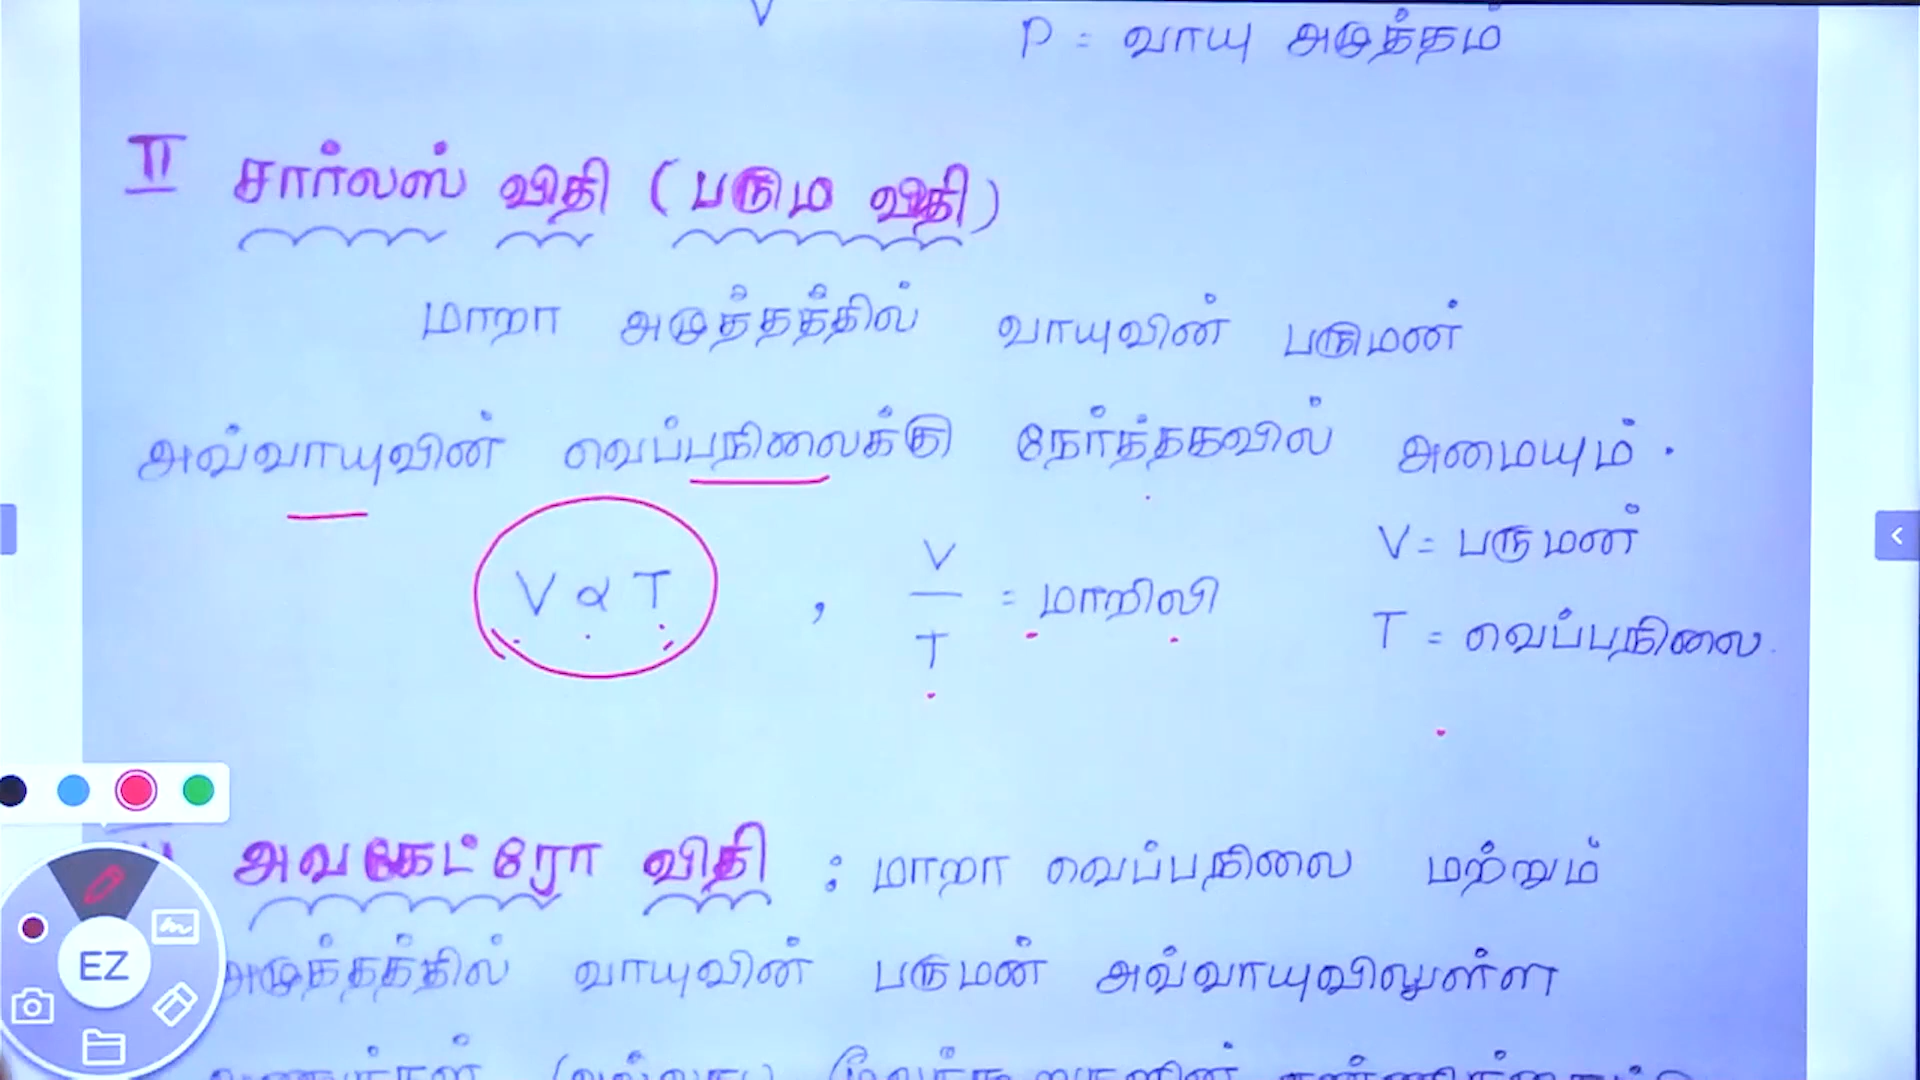 V
P = வாயு அழுத்தம்
II சார்லஸ் விதி (பரும விதி)
மாறா அழுத்தத்தில் வாயுவின் பருமன்
அவ்வாயுவின் வெப்பநிலைக்கு நேர்த்தகவில் அமையும்.
V ∝ T , V/T = மாறிலி
V = பருமன்
T = வெப்பநிலை.
அவகேட்ரோ விதி : மாறா வெப்பநிலை மற்றும்
அழுத்தத்தில் வாயுவின் பருமன் அவ்வாயுவிலுள்ள
EZ